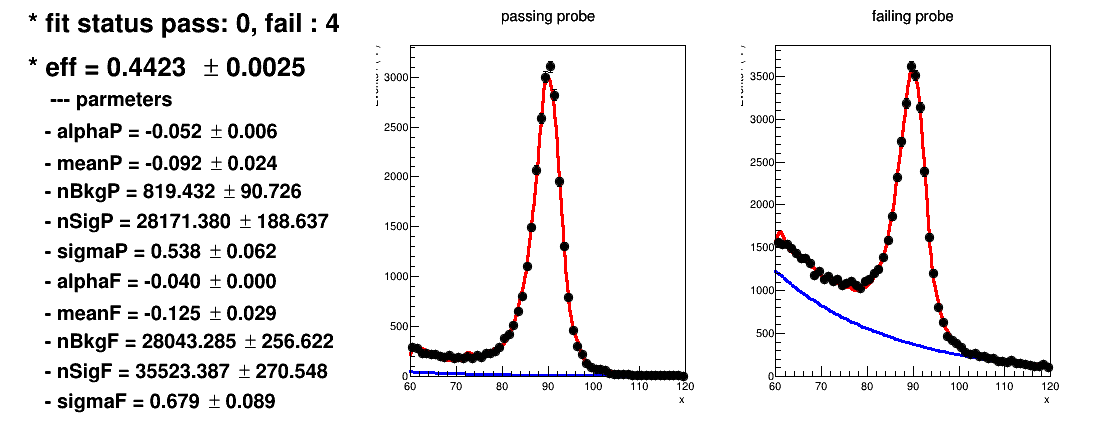 * fit status pass: 0, fail : 4
* eff = 0.4423 ± 0.0025
--- parmeters
- alphaP = -0.052 ± 0.006
- meanP = -0.092 ± 0.024
- nBkgP = 819.432 ± 90.726
- nSigP = 28171.380 ± 188.637
- sigmaP = 0.538 ± 0.062
- alphaF = -0.040 ± 0.000
- meanF = -0.125 ± 0.029
- nBkgF = 28043.285 ± 256.622
- nSigF = 35523.387 ± 270.548
- sigmaF = 0.679 ± 0.089
passing probe
3000
2500
2000
1500
1000
500
0
60 70 80 90 100 110 120
x
failing probe
3500
3000
2500
2000
1500
1000
500
0
60 70 80 90 100 110 120
x